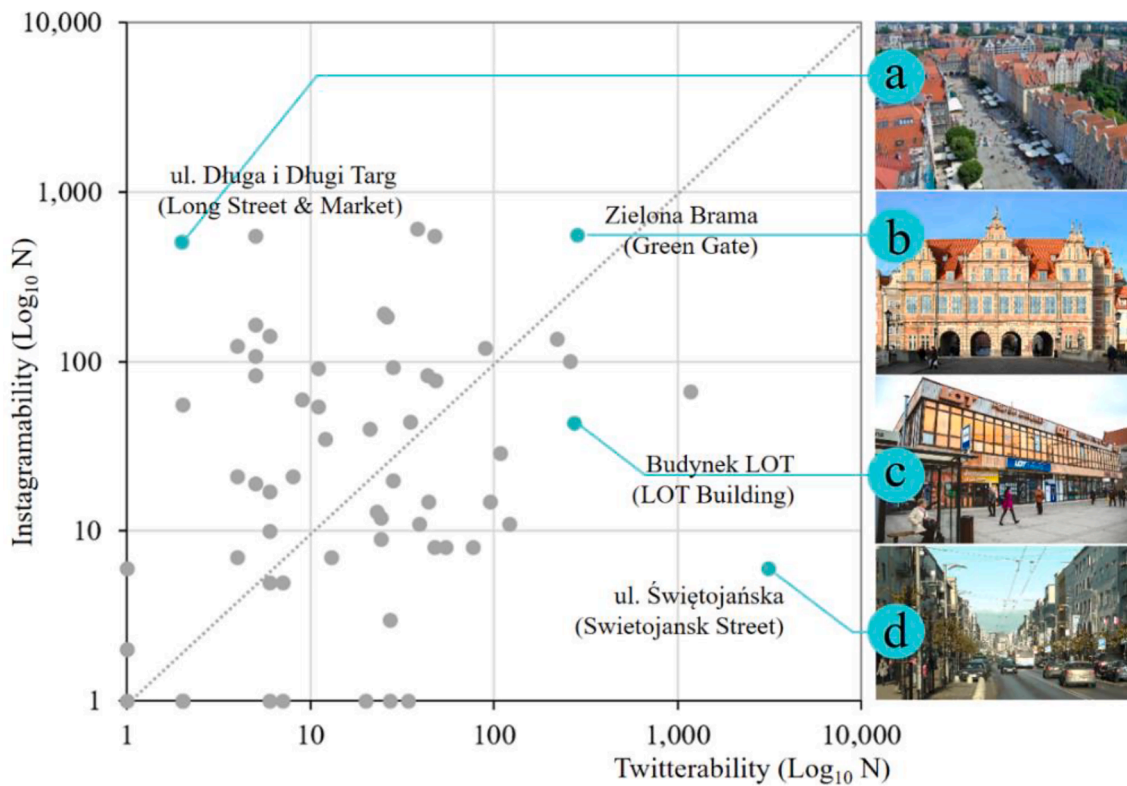 10,000
1,000
100
10
1
Instagramability (Log10 N)
ul. Długa i Długi Targ
(Long Street & Market)
Zielona Brama
(Green Gate)
Budynek LOT
(LOT Building)
ul. Świętojańska
(Swietojansk Street)
a
b
c
d
1
10
100
1,000
10,000
Twitterability (Log10 N)